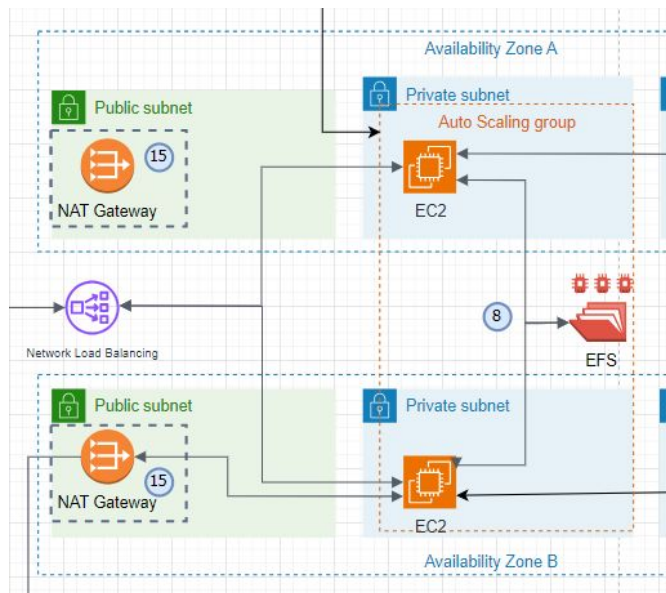 Availability Zone A
Public subnet
Private subnet
Auto Scaling group
15
NAT Gateway
EC2
8
Network Load Balancing
EFS
Public subnet
Private subnet
15
NAT Gateway
EC2
Availability Zone B